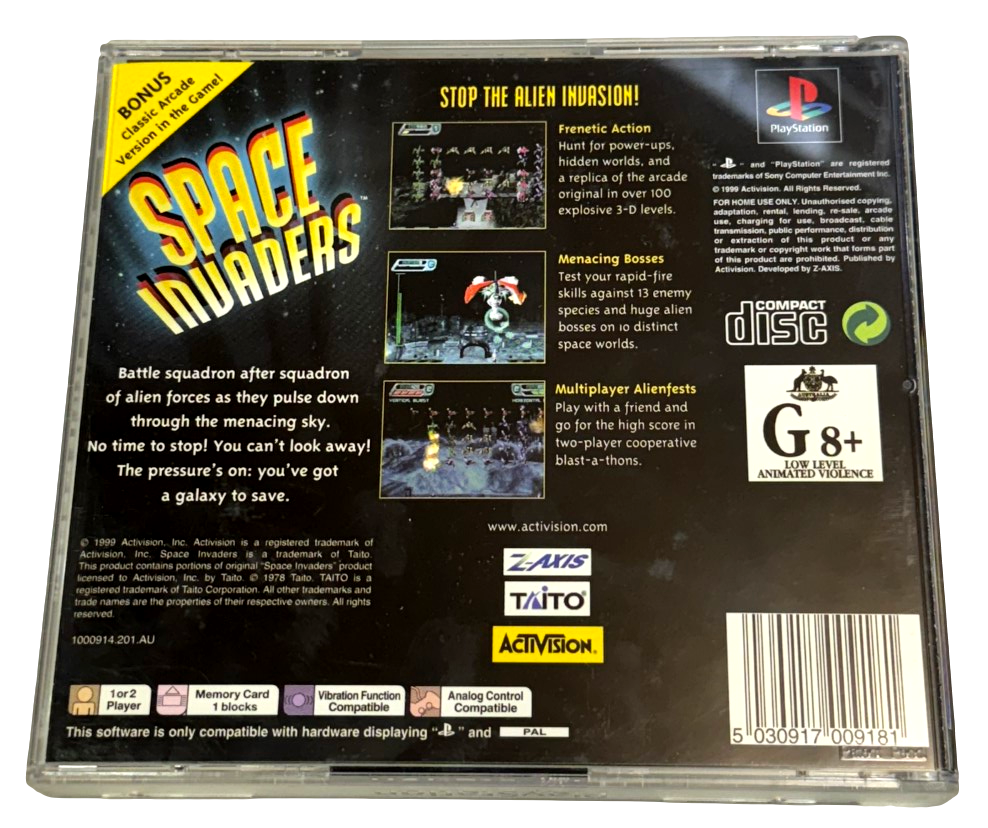 BONUS
Classic Arcade
Version in the Game!
SPACE
INVADERS™
Battle squadron after squadron
of alien forces as they pulse down
through the menacing sky.
No time to stop! You can't look away!
The pressure's on: you've got
a galaxy to save.
STOP THE ALIEN INVASION!
Frenetic Action
Hunt for power-ups,
hidden worlds, and
a replica of the arcade
original in over 100
explosive 3-D levels.
Menacing Bosses
Test your rapid-fire
skills against 13 enemy
species and huge alien
bosses on 10 distinct
space worlds.
VERTICAL BLAST
Multiplayer Alienfests
Play with a friend and
go for the high score in
two-player cooperative
blast-a-thons.
www.activision.com
Z-AXIS
TAITO®
ACTIVISION®
PlayStation
" " and "PlayStation" are registered
trademarks of Sony Computer Entertainment Inc.
© 1999 Activision. All Rights Reserved.
FOR HOME USE ONLY. Unauthorised copying,
adaptation, rental, lending, re-sale, arcade
use, charging for use, broadcast, cable
transmission, public performance, distribution
or extraction of this product or any
trademark or copyright work that forms part
of this product are prohibited. Published by
Activision. Developed by Z-AXIS.
COMPACT
disc
AUSTRALIA
G 8+
LOW LEVEL
ANIMATED VIOLENCE
© 1999 Activision, Inc. Activision is a registered trademark of
Activision, Inc. Space Invaders is a trademark of Taito.
This product contains portions of original "Space Invaders" product
licensed to Activision, Inc. by Taito. © 1978 Taito. TAITO is a
registered trademark of Taito Corporation. All other trademarks and
trade names are the properties of their respective owners. All rights
reserved.
1000914.201.AU
1 or 2
Player
Memory Card
1 blocks
Vibration Function
Compatible
Analog Control
Compatible
This software is only compatible with hardware displaying " " and PAL
5 030917 009181